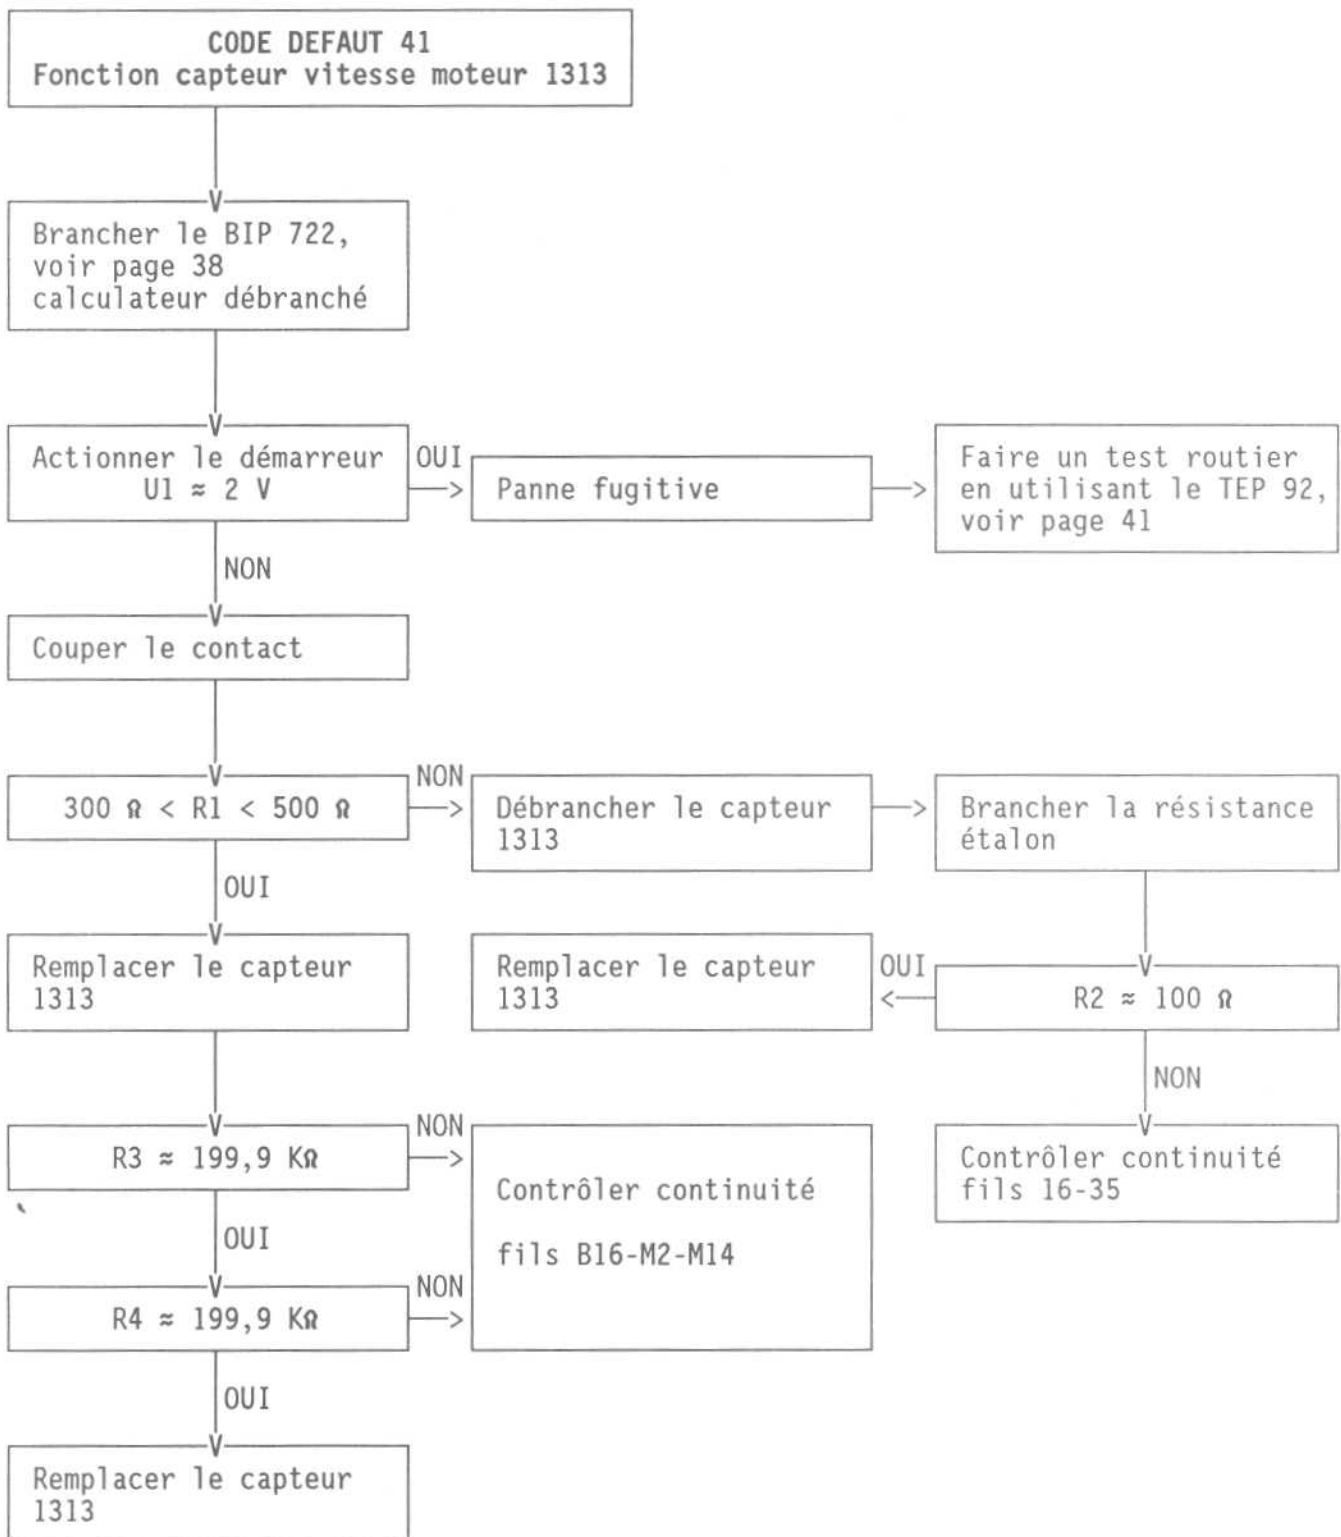 CODE DEFAUT 41
Fonction capteur vitesse moteur 1313
Brancher le BIP 722,
voir page 38
calculateur débranché
Actionner le démarreur
U1 ≈ 2 V
OUI
Panne fugitive
Faire un test routier
en utilisant le TEP 92,
voir page 41
NON
Couper le contact
300 Ω < R1 < 500 Ω
NON
Débrancher le capteur
1313
Brancher la résistance
étalon
OUI
Remplacer le capteur
1313
Remplacer le capteur
1313
OUI
R2 ≈ 100 Ω
NON
Contrôler continuité
fils 16-35
R3 ≈ 199,9 KΩ
NON
Contrôler continuité
fils B16-M2-M14
OUI
R4 ≈ 199,9 KΩ
NON
OUI
Remplacer le capteur
1313